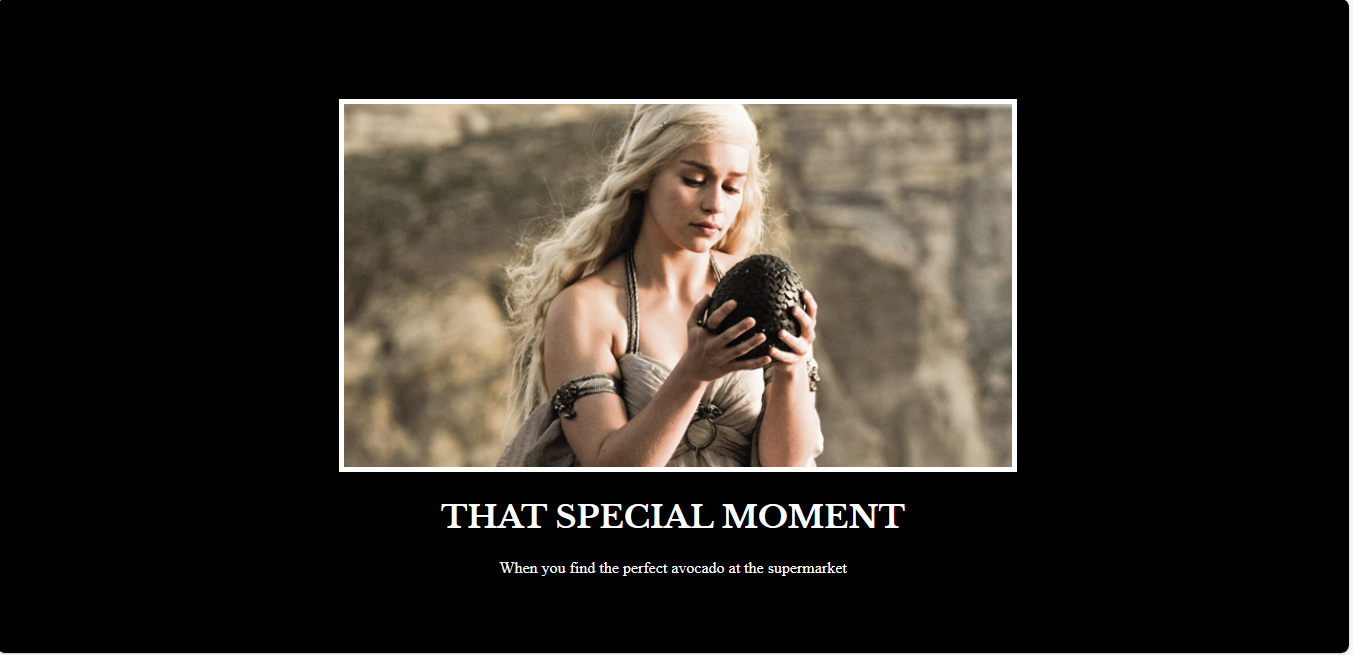 THAT SPECIAL MOMENT
When you find the perfect avocado at the supermarket